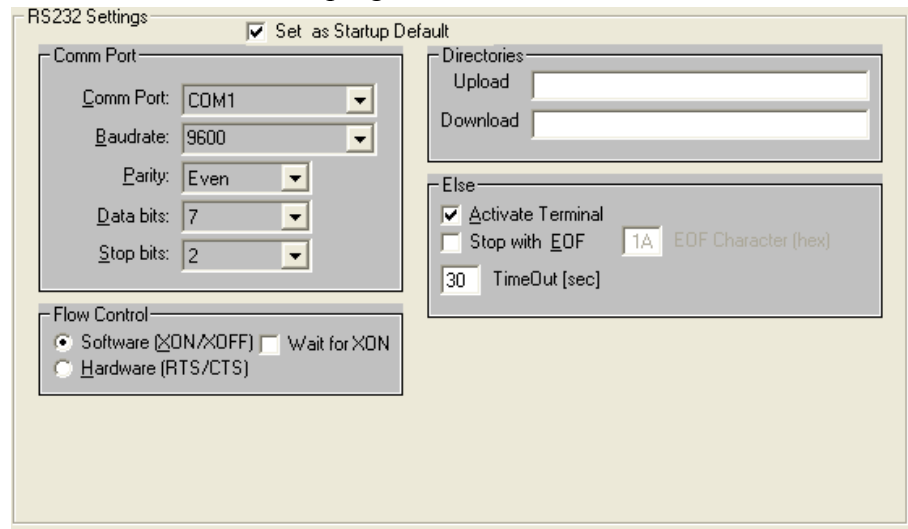 RS232 Settings
Set as Startup Default
Comm Port
Comm Port: COM1
Baudrate: 9600
Parity: Even
Data bits: 7
Stop bits: 2
Flow Control
Software (XON/XOFF) Wait for XON
Hardware (RTS/CTS)
Directories
Upload
Download
Else
Activate Terminal
Stop with EOF 1A EOF Character (hex)
30 TimeOut [sec]